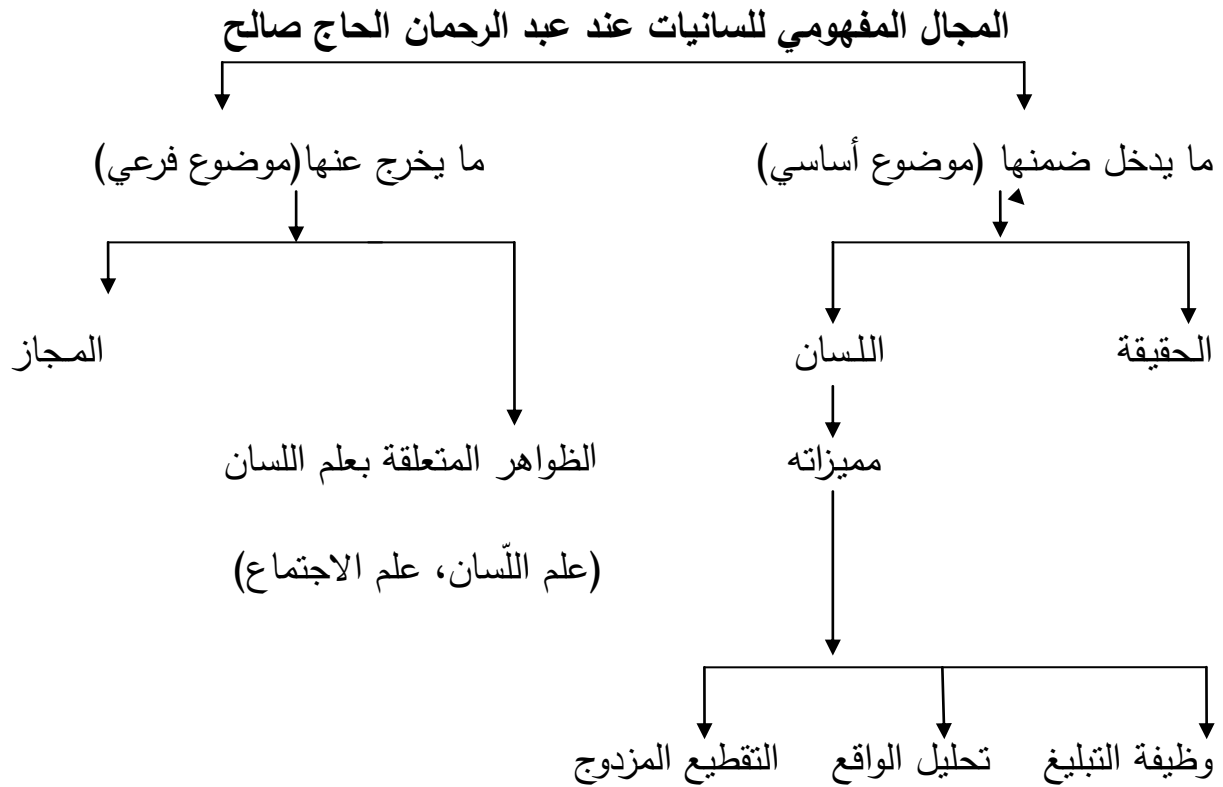 المجال المفهومي للسانيات عند عبد الرحمان الحاج صالح
ما يدخل ضمنها (موضوع أساسي)
ما يخرج عنها(موضوع فرعي)
الحقيقة
اللسان
المجاز
مميزاته
الظواهر المتعلقة بعلم اللسان
(علم اللّسان، علم الاجتماع)
وظيفة التبليغ
تحليل الواقع
التقطيع المزدوج